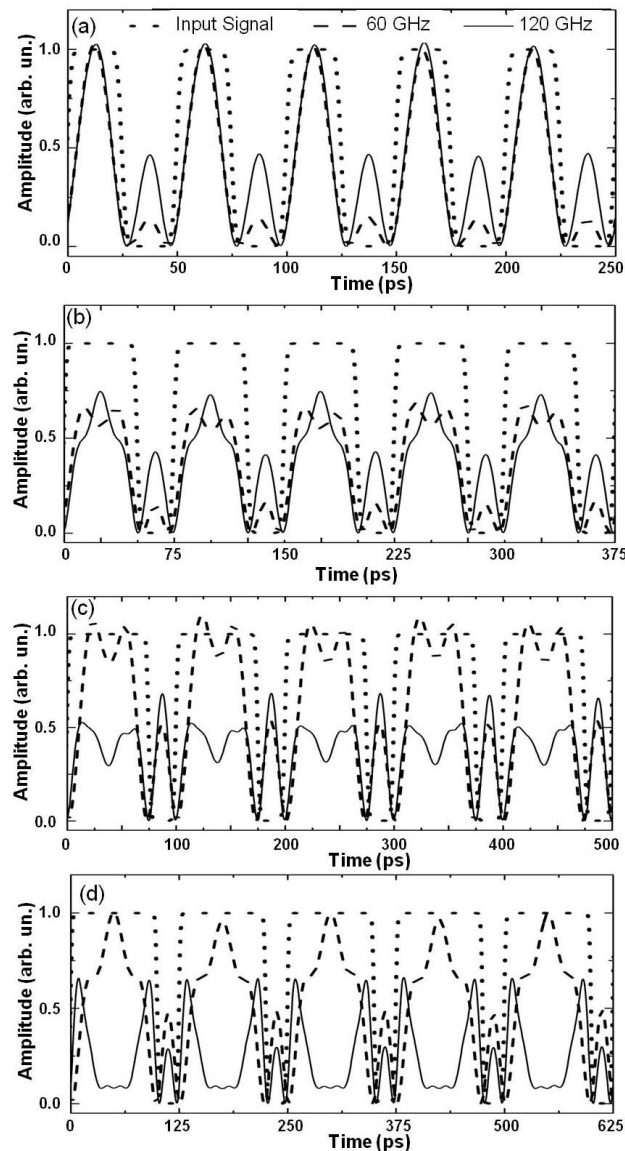 (a) Input Signal 60 GHz 120 GHz
Amplitude (arb. un.)
1.0
0.5
0.0
0 50 100 150 200 250
Time (ps)
(b)
Amplitude (arb. un.)
1.0
0.5
0.0
0 75 150 225 300 375
Time (ps)
(c)
Amplitude (arb. un.)
1.0
0.5
0.0
0 100 200 300 400 500
Time (ps)
(d)
Amplitude (arb. un.)
1.0
0.5
0.0
125 250 375 500 625
Time (ps)